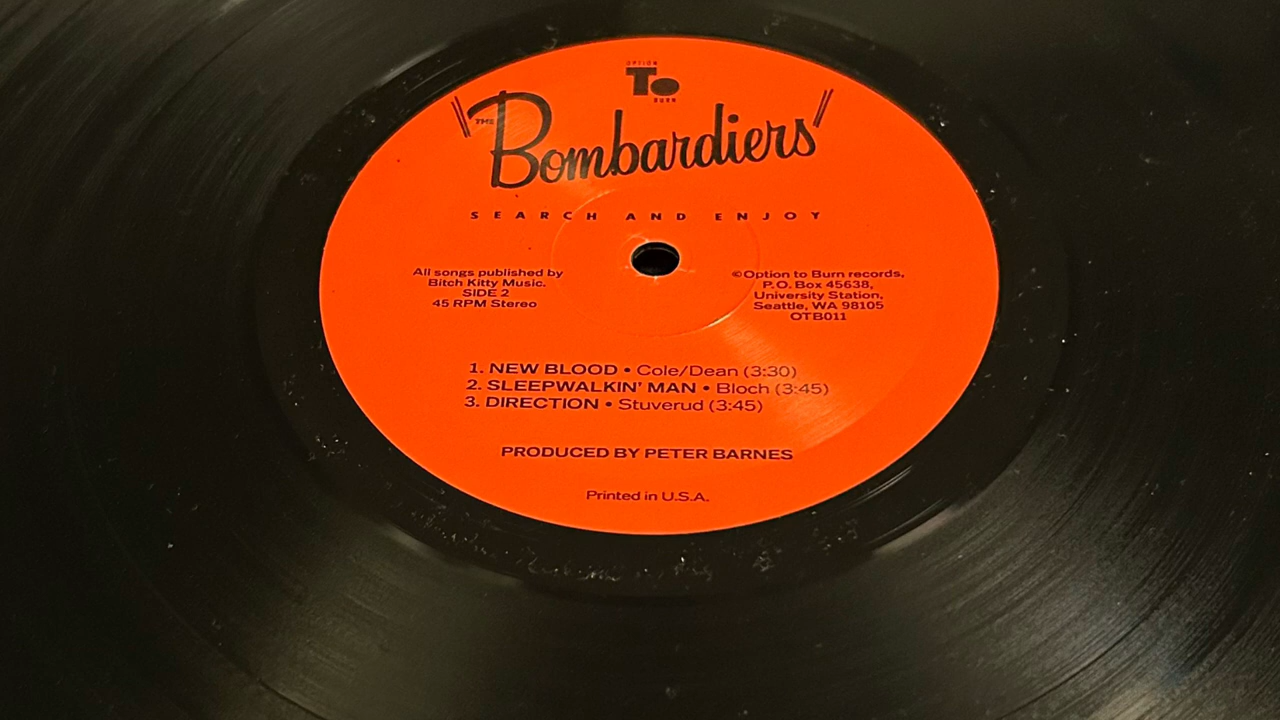 OPTION
To
BURN
"THE Bombardiers"
SEARCH AND ENJOY
All songs published by
Bitch Kitty Music.
SIDE 2
45 RPM Stereo
©Option to Burn records,
P.O. Box 45638,
University Station,
Seattle, WA 98105
OTB011
1. NEW BLOOD • Cole/Dean (3:30)
2. SLEEPWALKIN' MAN • Bloch (3:45)
3. DIRECTION • Stuverud (3:45)
PRODUCED BY PETER BARNES
Printed in U.S.A.